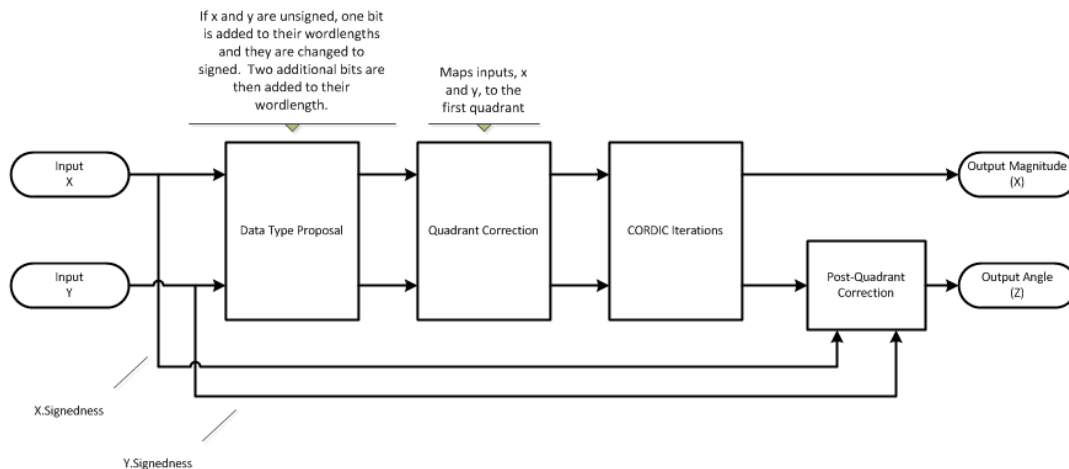 If x and y are unsigned, one bit
is added to their wordlengths
and they are changed to
signed.  Two additional bits are
then added to their
wordlength.
Maps inputs, x
and y, to the
first quadrant
Input
X
Data Type Proposal
Quadrant Correction
CORDIC Iterations
Output Magnitude
(X)
Input
Y
Post-Quadrant
Correction
Output Angle
(Z)
X.Signedness
Y.Signedness